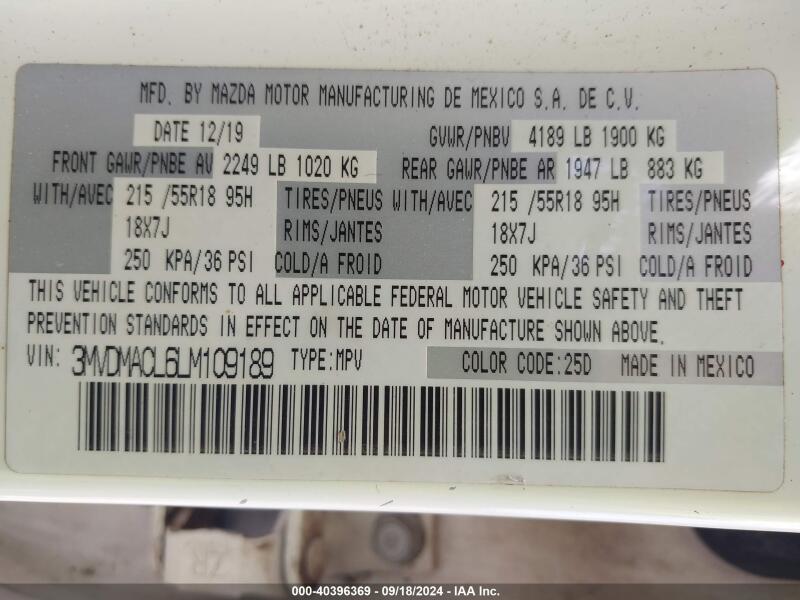 MFD. BY MAZDA MOTOR MANUFACTURING DE MEXICO S.A. DE C.V.
DATE 12/19 GVWR/PNBV 4189 LB 1900 KG
FRONT GAWR/PNBE AV 2249 LB 1020 KG REAR GAWR/PNBE AR 1947 LB 883 KG
WITH/AVEC 215 /55R18 95H TIRES/PNEUS WITH/AVEC 215 /55R18 95H TIRES/PNEUS
18X7J RIMS/JANTES 18X7J RIMS/JANTES
250 KPA/36 PSI COLD/A FROID 250 KPA/36 PSI COLD/A FROID
THIS VEHICLE CONFORMS TO ALL APPLICABLE FEDERAL MOTOR VEHICLE SAFETY AND THEFT
PREVENTION STANDARDS IN EFFECT ON THE DATE OF MANUFACTURE SHOWN ABOVE.
VIN: 3MVDMACL6LM109189 TYPE:MPV COLOR CODE:25D MADE IN MEXICO
ZR
000-40396369 | 09/18/2024 | IAA Inc.